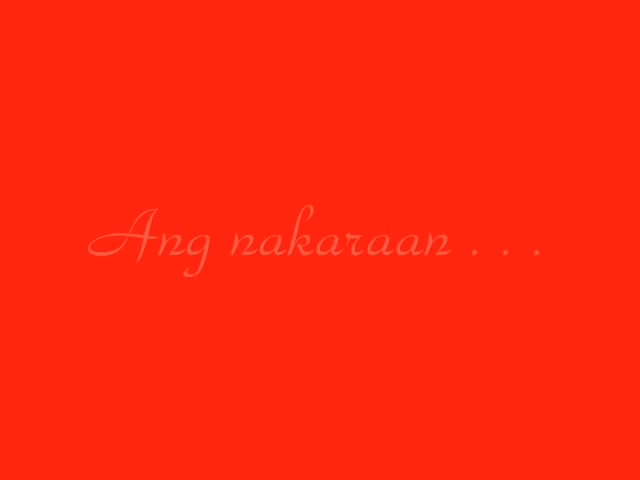 Ang nakaraan . . .